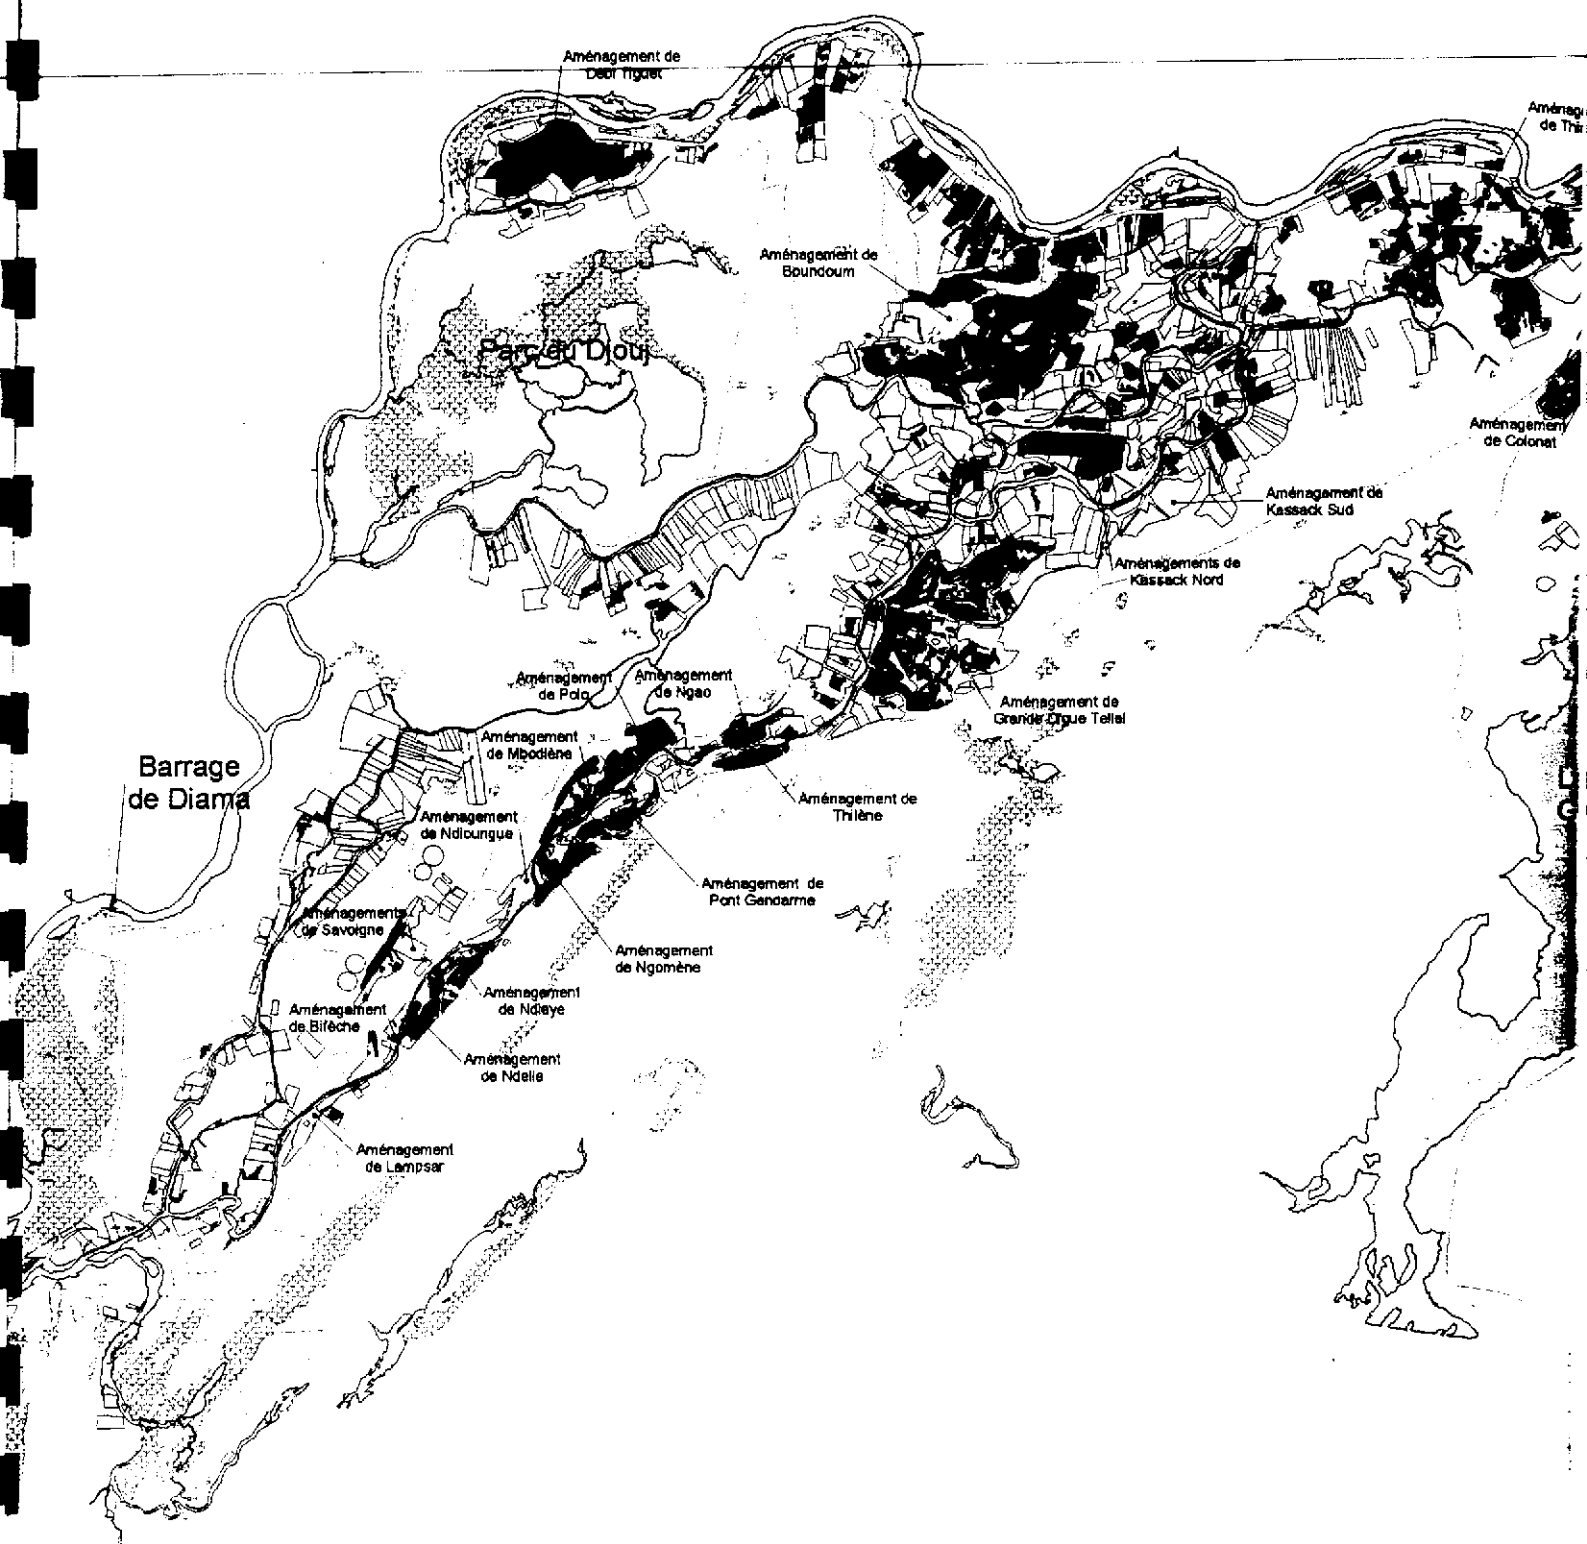 Aménagement de
Debi Tiguet
Aménagement de
Boundoum
Parc du Djoudj
Aménagement
de Colonat
Aménagement de
Kassack Sud
Aménagements de
Kassack Nord
Aménagement
de Polo
Aménagement
de Ngao
Aménagement de
Grande Digue Tellel
Aménagement
de Mbodiène
Barrage
de Diama
Aménagement de
Thilène
Aménagement
de Ndioungue
Aménagement de
Pont Gendarme
Aménagements
de Savoigne
Aménagement
de Ngomène
Aménagement
de Ndieye
Aménagement
de Bifèche
Aménagement
de Ndelle
Aménagement
de Lampsar